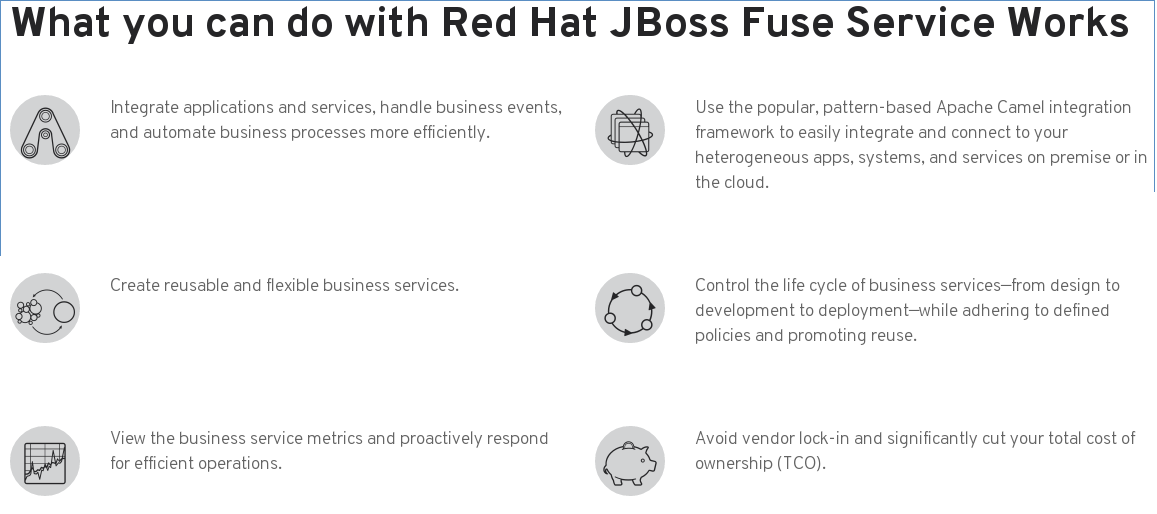 What you can do with Red Hat JBoss Fuse Service Works
Integrate applications and services, handle business events,
and automate business processes more efficiently.
Use the popular, pattern-based Apache Camel integration
framework to easily integrate and connect to your
heterogeneous apps, systems, and services on premise or in
the cloud.
Create reusable and flexible business services.
Control the life cycle of business services—from design to
development to deployment—while adhering to defined
policies and promoting reuse.
View the business service metrics and proactively respond
for efficient operations.
Avoid vendor lock-in and significantly cut your total cost of
ownership (TCO).